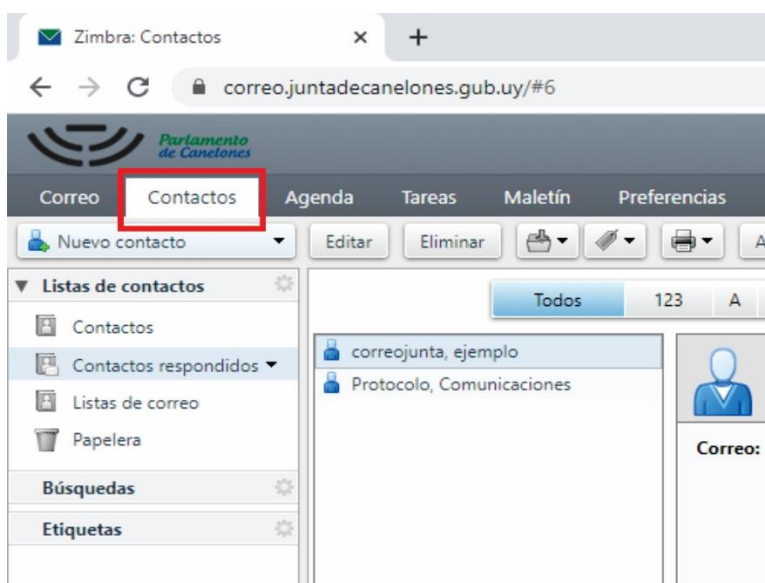 Zimbra: Contactos
correo.juntadecanelones.gub.uy/#6
Parlamento
de Canelones
Correo Contactos Agenda Tareas Maletín Preferencias
Nuevo contacto Editar Eliminar A
Listas de contactos
Todos 123 A
Contactos
Contactos respondidos
Listas de correo
Papelera
correojunta, ejemplo
Protocolo, Comunicaciones
Correo:
Búsquedas
Etiquetas